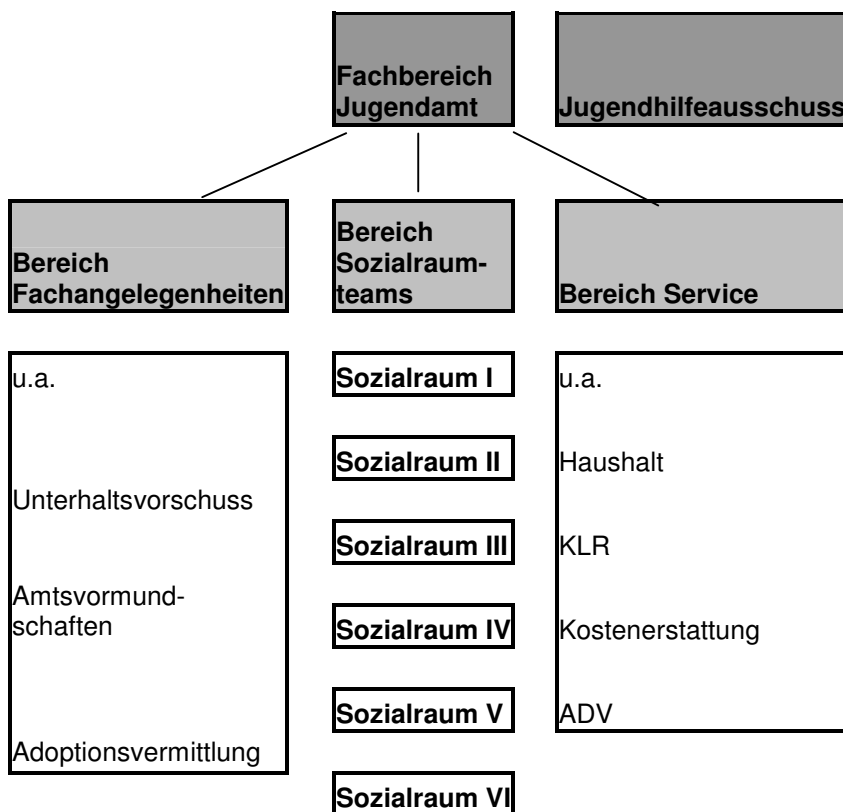 Fachbereich
Jugendamt
Jugendhilfeausschuss
Bereich
Fachangelegenheiten
Bereich
Sozialraum-
teams
Bereich Service
u.a.
Unterhaltsvorschuss
Amtsvormund-
schaften
Adoptionsvermittlung
Sozialraum I
Sozialraum II
Sozialraum III
Sozialraum IV
Sozialraum V
Sozialraum VI
u.a.
Haushalt
KLR
Kostenerstattung
ADV